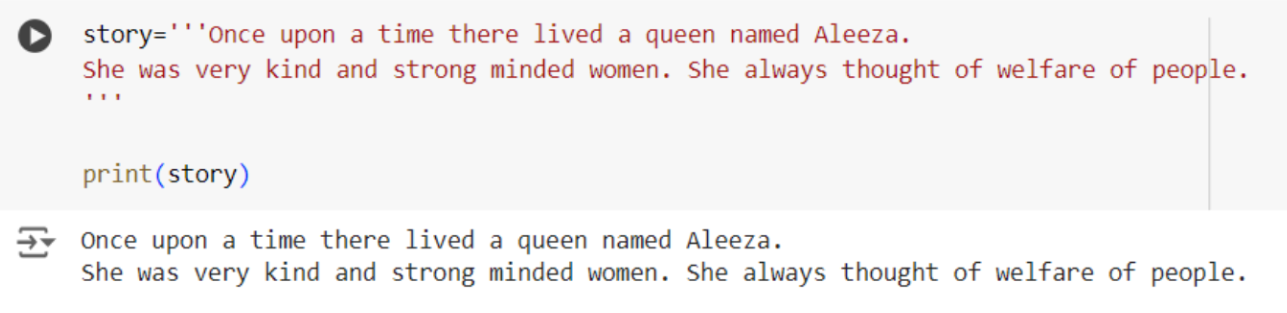 story='''Once upon a time there lived a queen named Aleeza.
She was very kind and strong minded women. She always thought of welfare of people.
'''
print(story)
Once upon a time there lived a queen named Aleeza.
She was very kind and strong minded women. She always thought of welfare of people.